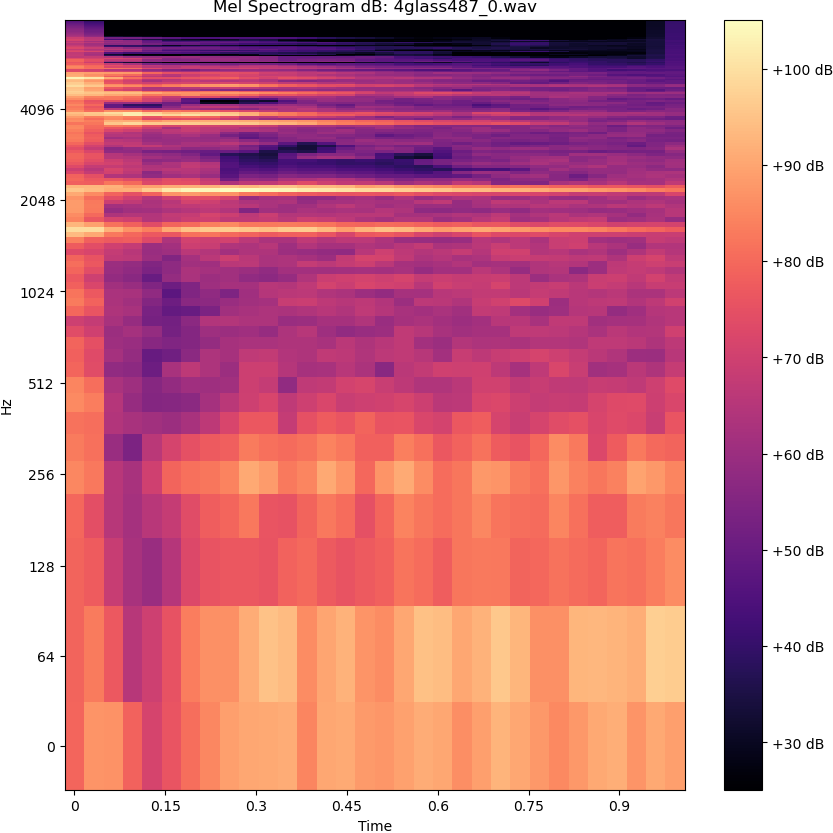 Mel Spectrogram dB: 4glass487_0.wav
+100 dB
4096
+90 dB
2048
+80 dB
1024
+70 dB
512
Hz
+60 dB
256
+50 dB
128
+40 dB
64
+30 dB
0
0 0.15 0.3 0.45 0.6 0.75 0.9
Time